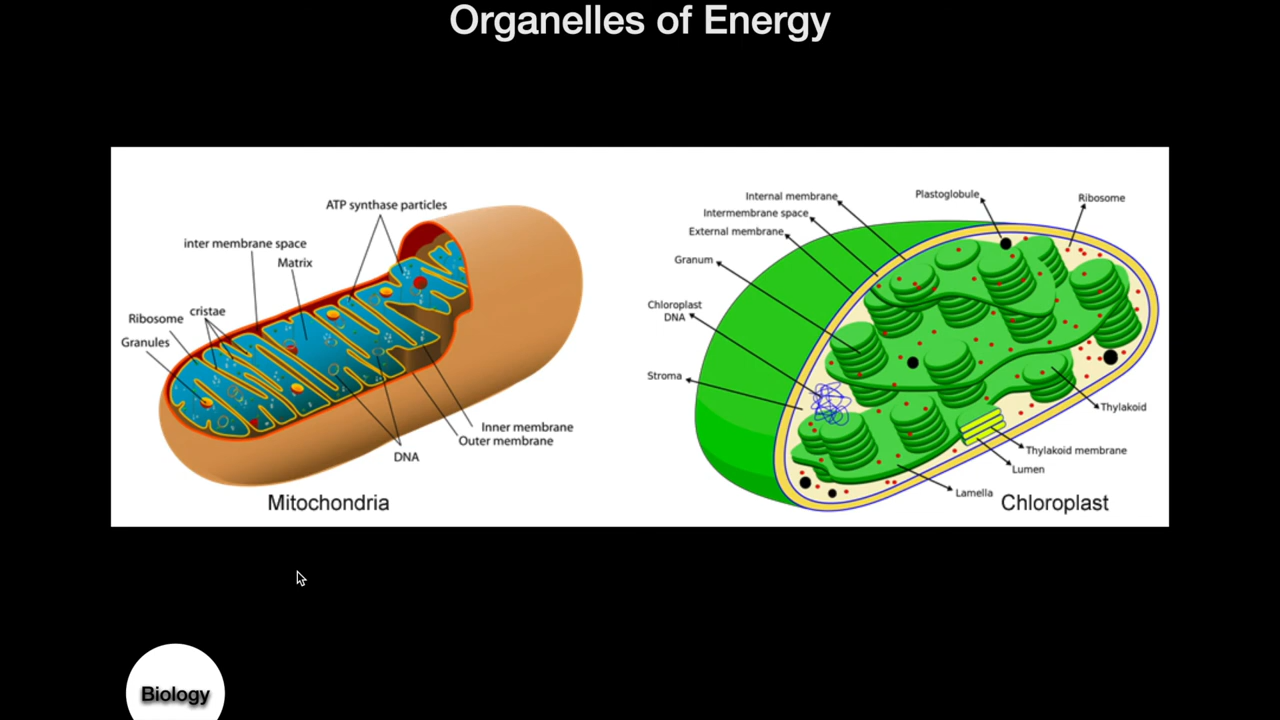 Organelles of Energy
ATP synthase particles
inter membrane space
Matrix
cristae
Ribosome
Granules
Inner membrane
Outer membrane
DNA
Mitochondria
Internal membrane
Intermembrane space
External membrane
Granum
Chloroplast
DNA
Stroma
Plastoglobule
Ribosome
Thylakoid
Thylakoid membrane
Lumen
Lamella
Chloroplast
Biology